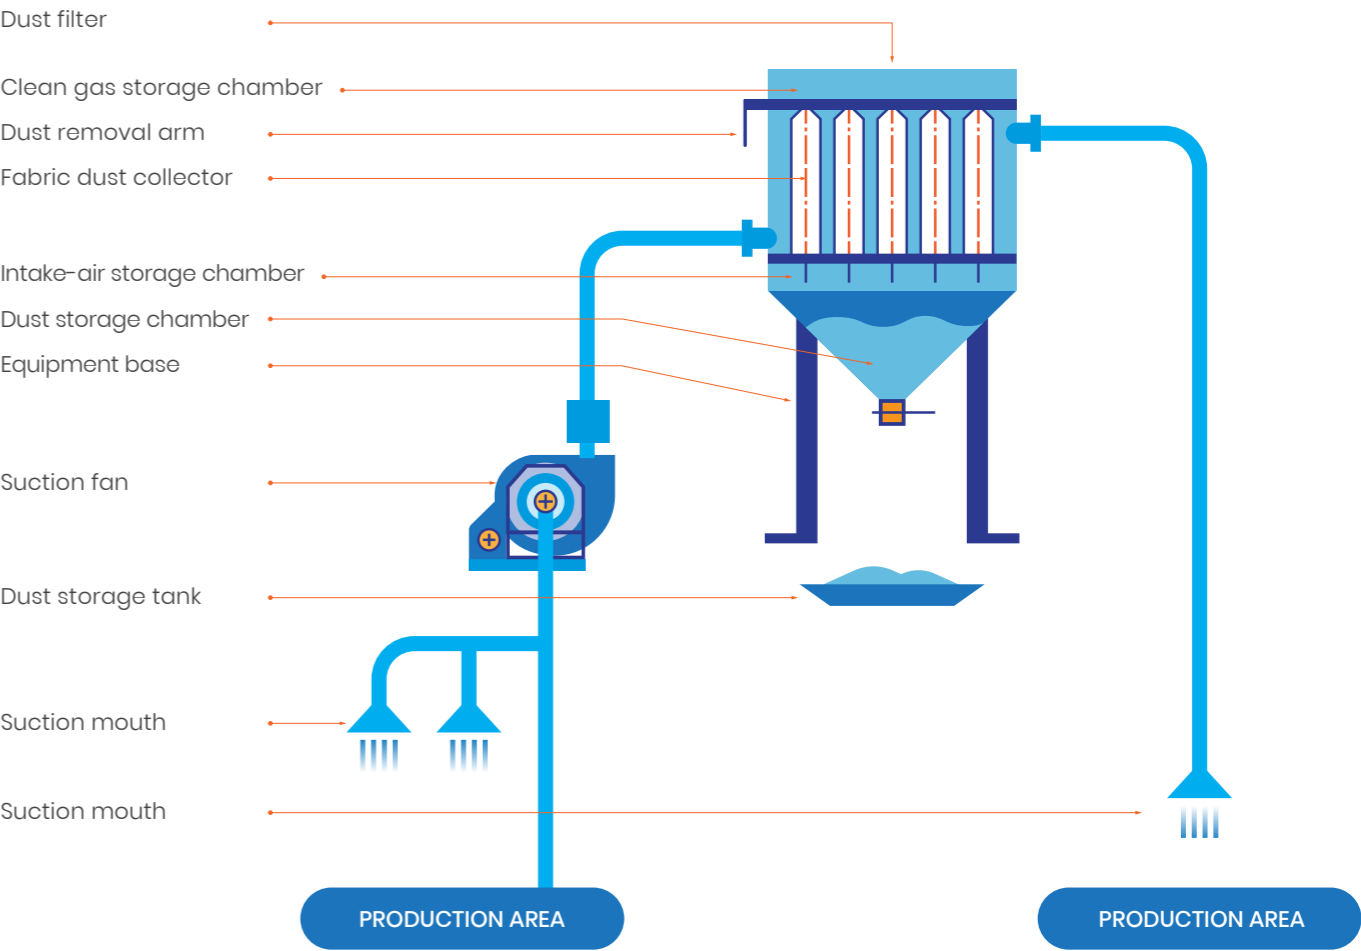 Dust filter
Clean gas storage chamber
Dust removal arm
Fabric dust collector
Intake-air storage chamber
Dust storage chamber
Equipment base
Suction fan
Dust storage tank
Suction mouth
Suction mouth
PRODUCTION AREA
PRODUCTION AREA